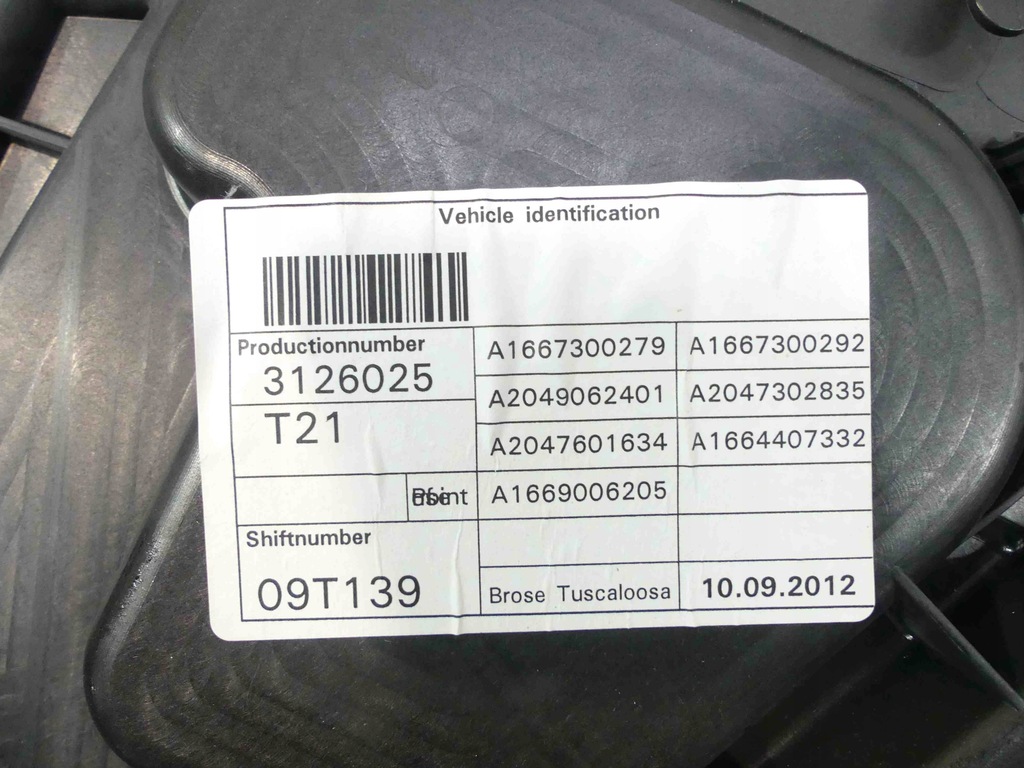 Vehicle identification
Productionnumber
3126025
T21
A1667300279 A1667300292
A2049062401 A2047302835
A2047601634 A1664407332
A1669006205
Shiftnumber
09T139
Brose Tuscaloosa 10.09.2012